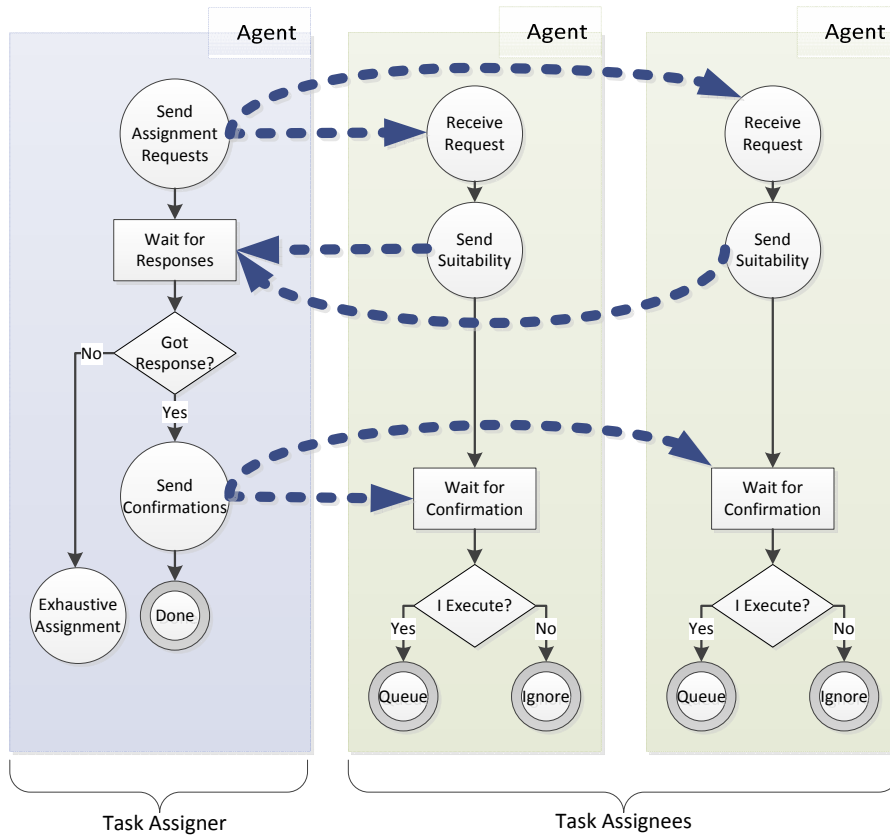 Agent
Send
Assignment
Requests
Wait for
Responses
Got
Response?
No
Yes
Send
Confirmations
Exhaustive
Assignment
Done
Task Assigner
Agent
Receive
Request
Send
Suitability
Wait for
Confirmation
I Execute?
Yes
No
Queue
Ignore
Agent
Receive
Request
Send
Suitability
Wait for
Confirmation
I Execute?
Yes
No
Queue
Ignore
Task Assignees